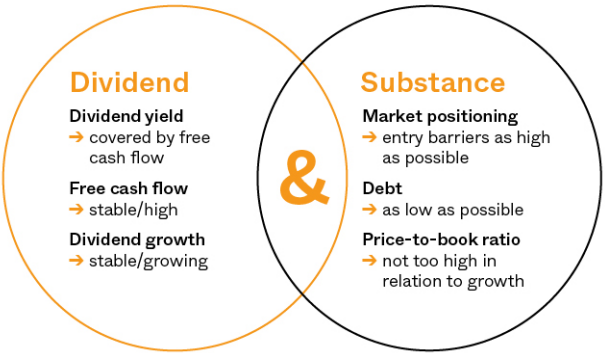 Dividend
Dividend yield
➔ covered by free
cash flow
Free cash flow
➔ stable/high
Dividend growth
➔ stable/growing
&
Substance
Market positioning
➔ entry barriers as high
as possible
Debt
➔ as low as possible
Price-to-book ratio
➔ not too high in
relation to growth